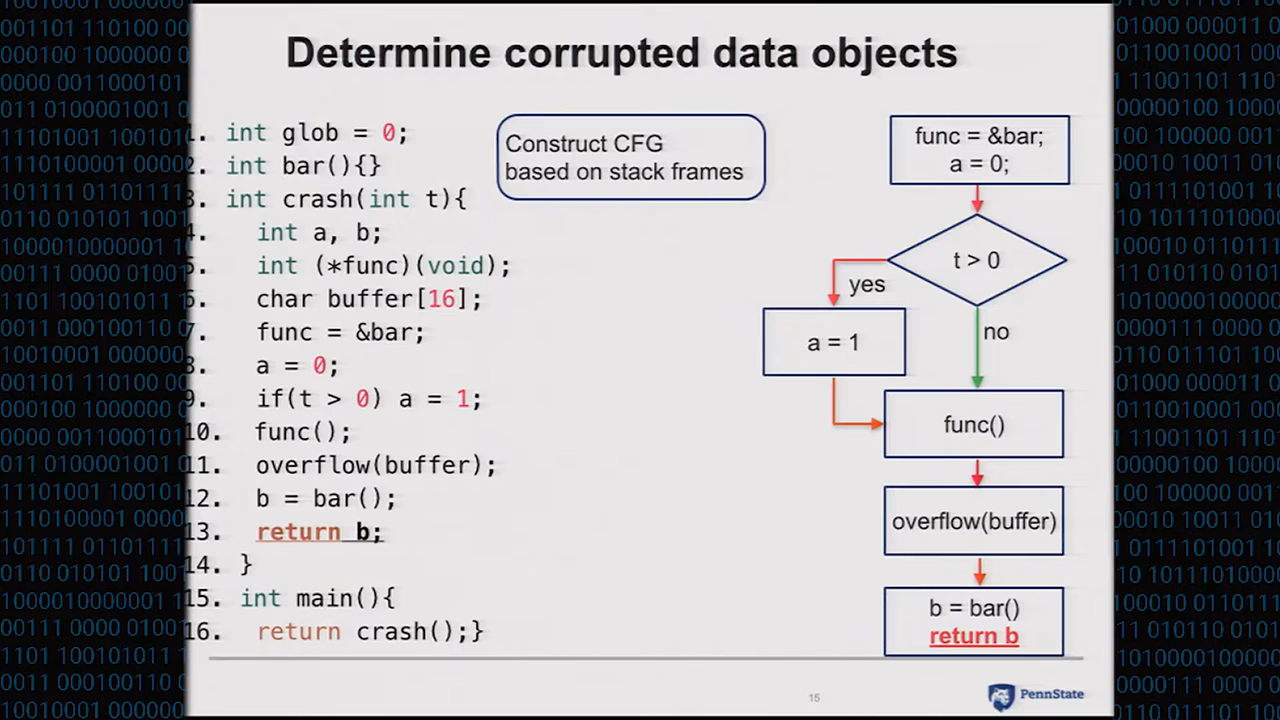 Determine corrupted data objects
1. int glob = 0;
2. int bar(){}
3. int crash(int t){
4. int a, b;
5. int (*func)(void);
6. char buffer[16];
7. func = &bar;
8. a = 0;
9. if(t > 0) a = 1;
10. func();
11. overflow(buffer);
12. b = bar();
13. return b;
14. }
15. int main(){
16. return crash();}
Construct CFG
based on stack frames
func = &bar;
a = 0;
t > 0
yes
no
a = 1
func()
overflow(buffer)
b = bar()
return b
15
PennState